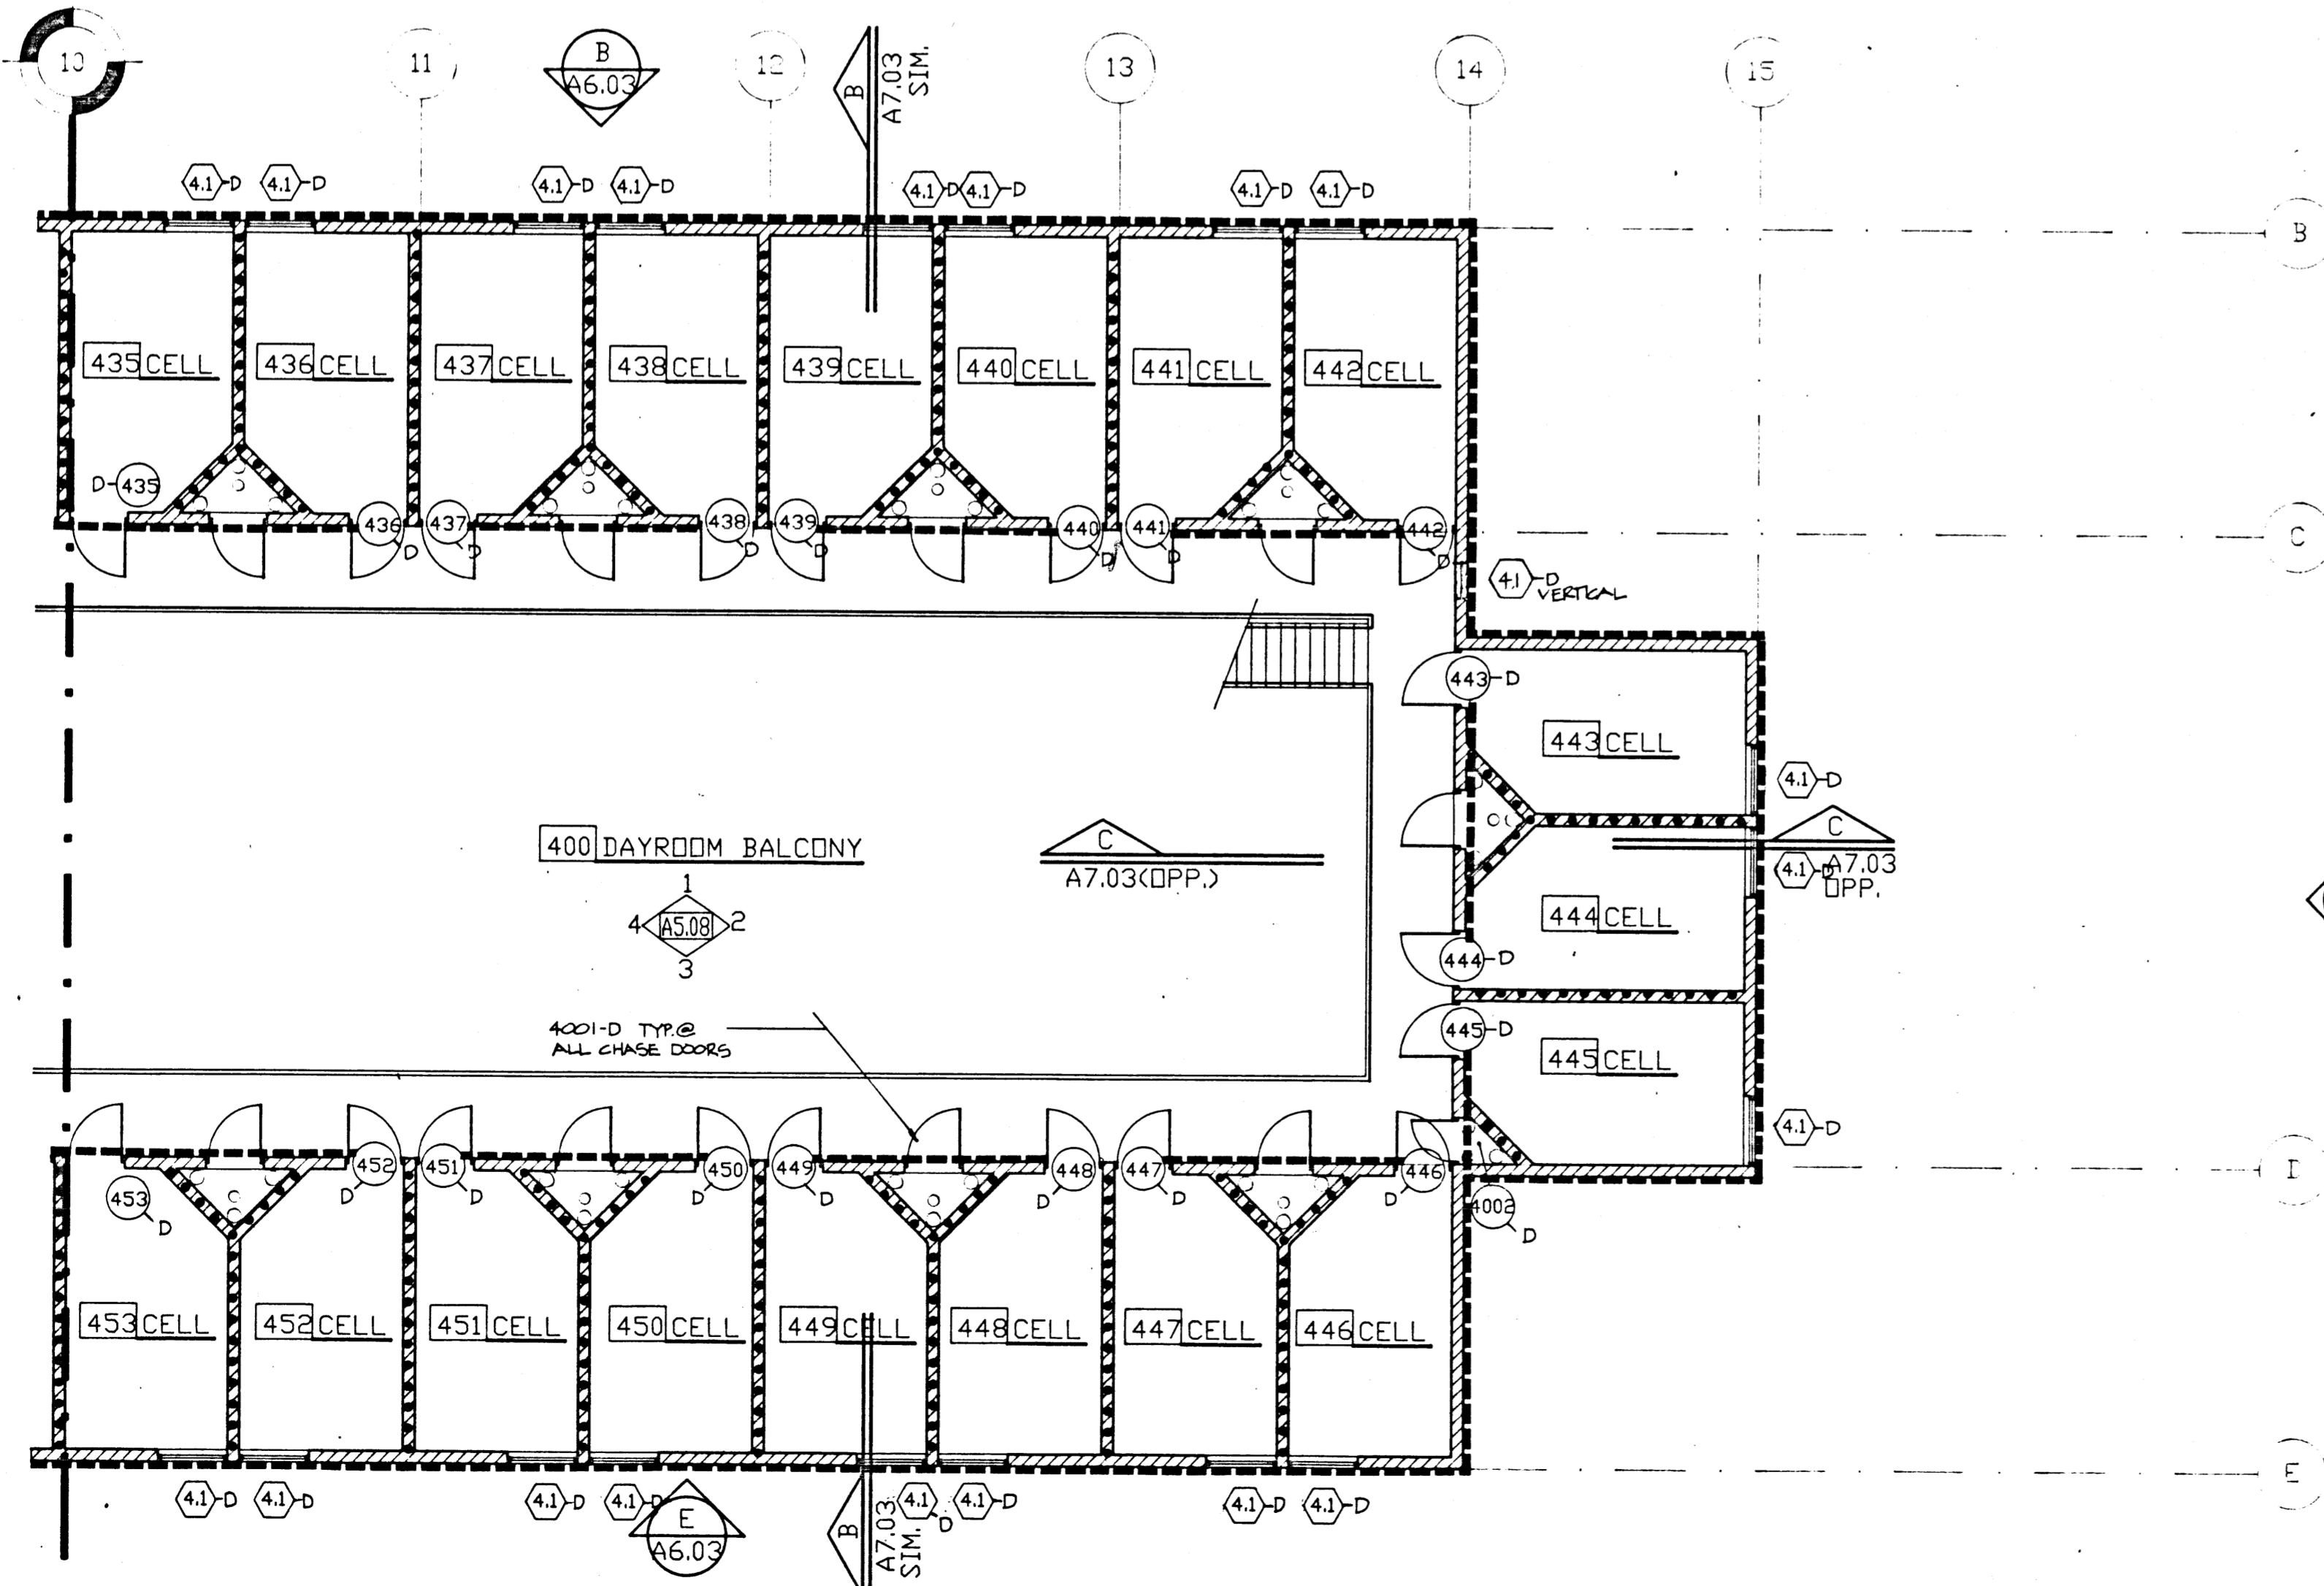 10
11
B
A6.03
12
B
A7.03
SIM.
13
14
15
4.1 -D
4.1 -D
4.1 -D
4.1 -D
4.1 -D
4.1 -D
4.1 -D
4.1 -D
B
435 CELL
436 CELL
437 CELL
438 CELL
439 CELL
440 CELL
441 CELL
442 CELL
D- 435
436 D
437 D
438 D
439 D
440 D
441 D
442 D
C
4.1 -D
VERTICAL
443 -D
443 CELL
4.1 -D
400 DAYROOM BALCONY
C
A7.03(OPP.)
C
A7.03
OPP.
4.1 -D
1
4 A5.08 2
3
444 CELL
444 -D
4001-D TYP.@
ALL CHASE DOORS
445 -D
445 CELL
4.1 -D
453 D
452 D
451 D
450 D
449 D
448 D
447 D
446 D
4002 D
D
453 CELL
452 CELL
451 CELL
450 CELL
449 CELL
448 CELL
447 CELL
446 CELL
4.1 -D
4.1 -D
4.1 -D
4.1 -D
4.1 D
4.1 -D
4.1 -D
4.1 -D
E
E
A6.03
B
A7.03
SIM.